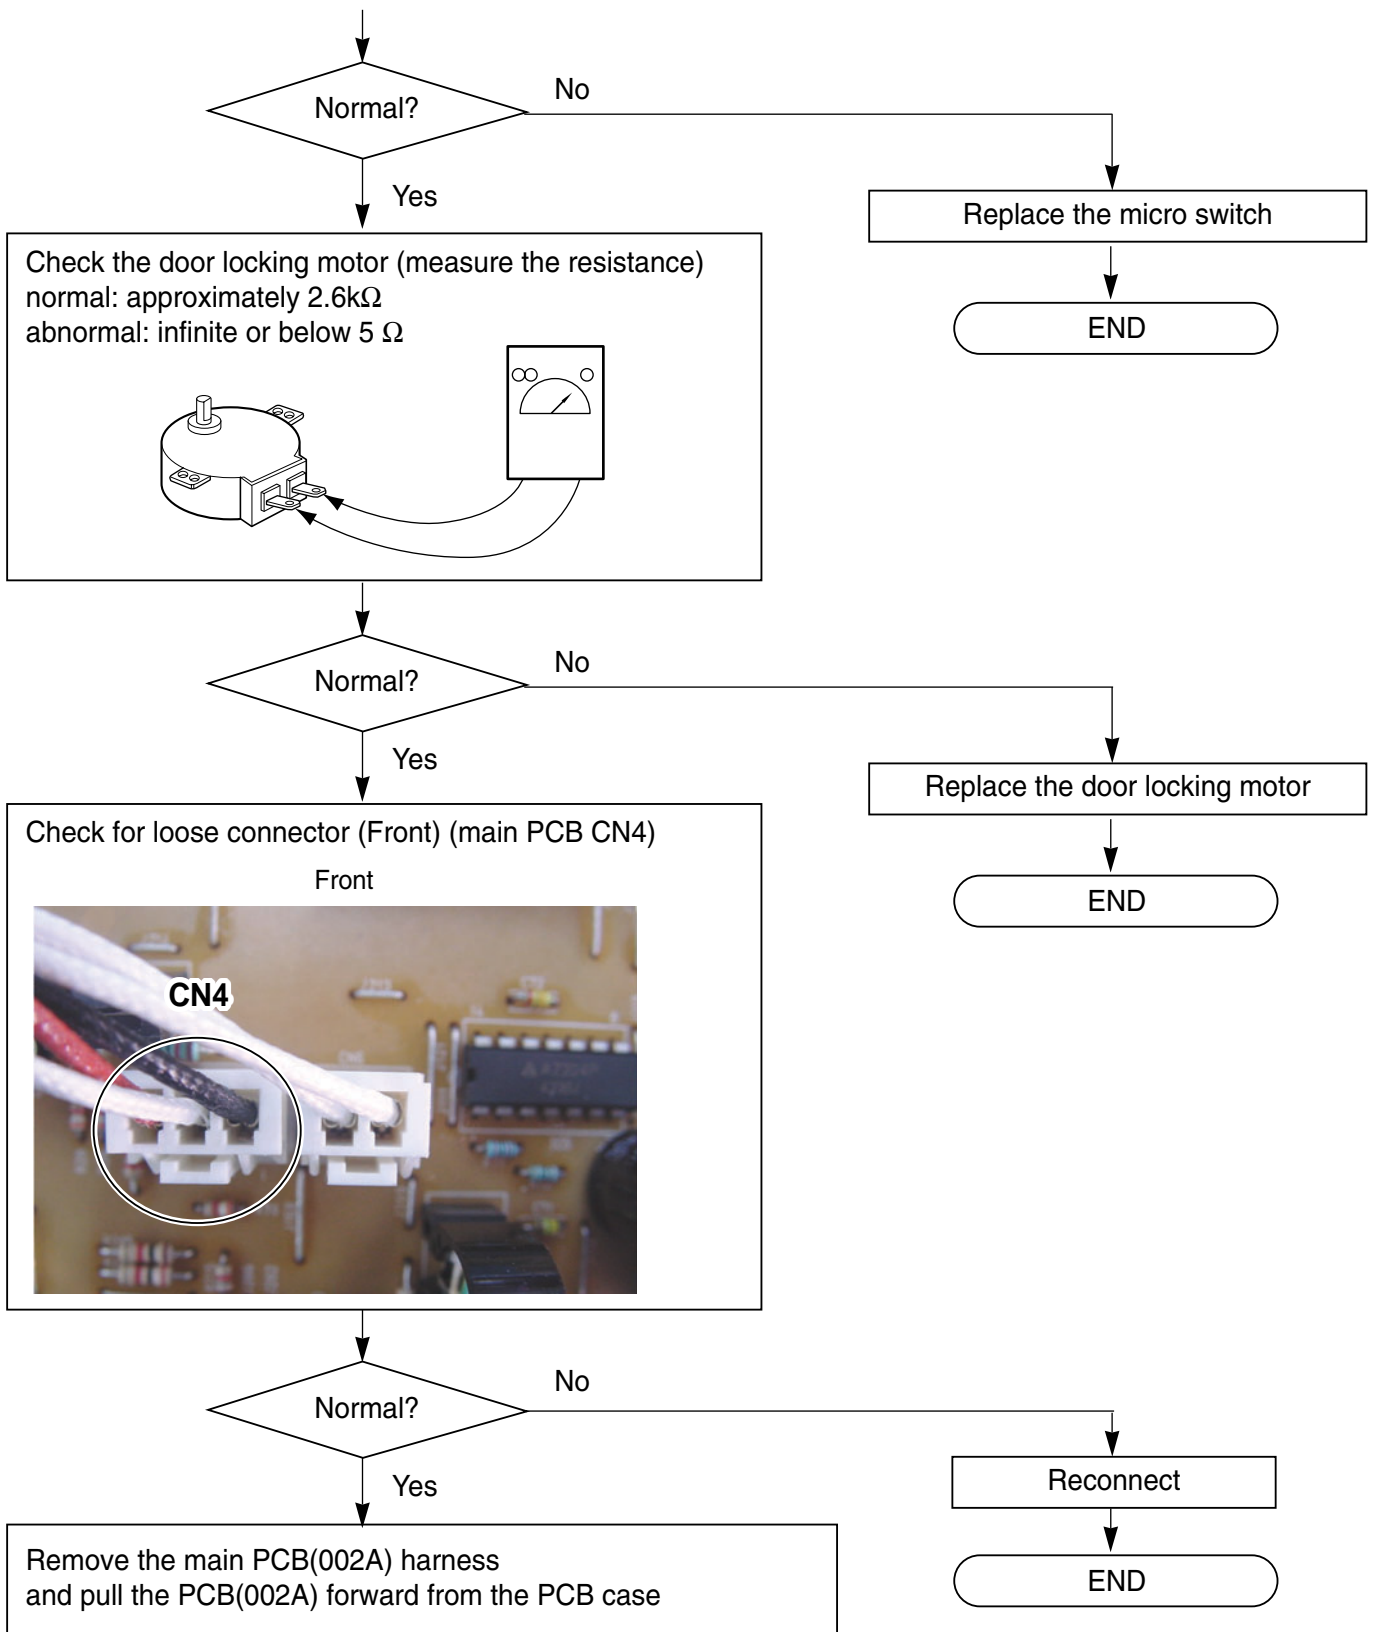 Normal?
No
Yes
Replace the micro switch
END
Check the door locking motor (measure the resistance)
normal: approximately 2.6kΩ
abnormal: infinite or below 5 Ω
Normal?
No
Yes
Replace the door locking motor
END
Check for loose connector (Front) (main PCB CN4)
Front
CN4
Normal?
No
Yes
Reconnect
END
Remove the main PCB(002A) harness
and pull the PCB(002A) forward from the PCB case